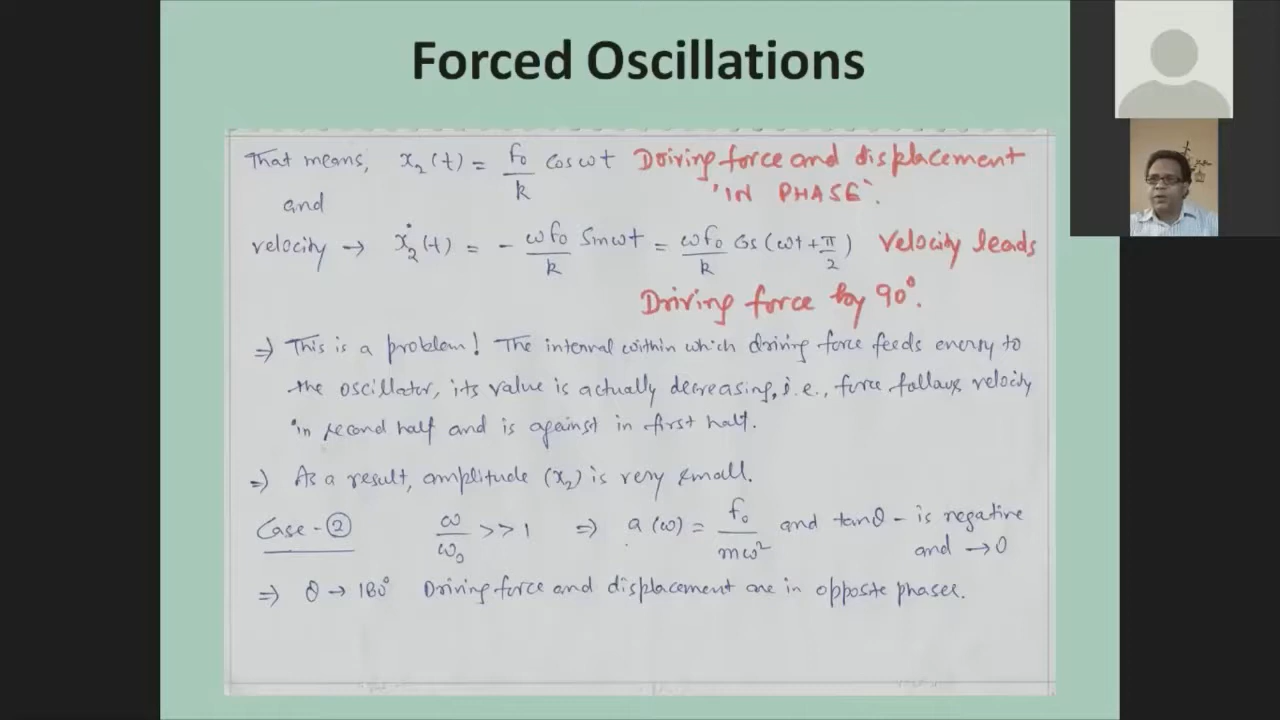 Forced Oscillations
That means, x₂(t) = f₀/k cos ωt Driving force and displacement
'IN PHASE'.
and
velocity → ẋ₂(t) = - ωf₀/k Sin ωt = ωf₀/k Cos (ωt + π/2) Velocity leads
Driving force by 90°.
⇒ This is a problem! The interval within which driving force feeds energy to
the oscillator, its value is actually decreasing, i.e., force follows velocity
in second half and is against in first half.
⇒ As a result, amplitude (x₂) is very small.
Case-② ω/ω₀ >> 1 ⇒ a(ω) = f₀/mω² and tanθ - is negative
and → 0
⇒ θ → 180° Driving force and displacement are in opposite phases.